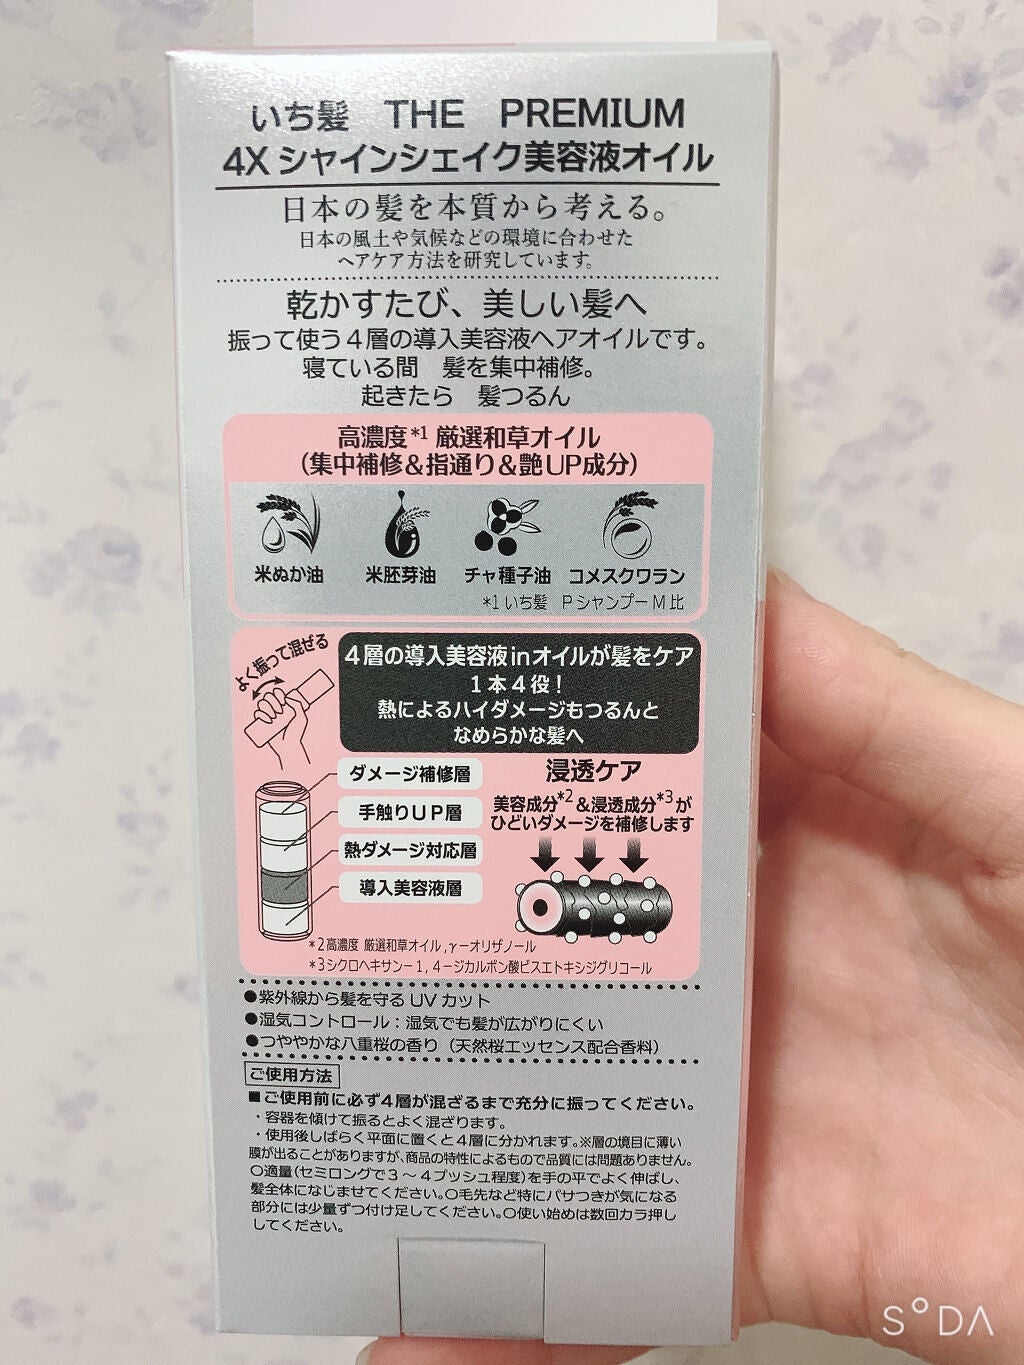 いち髪 THE PREMIUM
4X シャインシェイク美容液オイル
日本の髪を本質から考える。
日本の風土や気候などの環境に合わせた
ヘアケア方法を研究しています。
乾かすたび、美しい髪へ
振って使う４層の導入美容液ヘアオイルです。
寝ている間 髪を集中補修。
起きたら 髪つるん
高濃度*1 厳選和草オイル
（集中補修＆指通り＆艶UP成分）
米ぬか油 米胚芽油 チャ種子油 コメスクワラン
*1 いち髪 PシャンプーM比
よく振って混ぜる
４層の導入美容液inオイルが髪をケア
１本４役！
熱によるハイダメージもつるんと
なめらかな髪へ
ダメージ補修層
手触りＵＰ層
熱ダメージ対応層
導入美容液層
浸透ケア
美容成分*2＆浸透成分*3が
ひどいダメージを補修します
*2高濃度 厳選和草オイル,γーオリザノール
*3シクロヘキサンー1,4ージカルボン酸ビスエトキシジグリコール
●紫外線から髪を守る UV カット
●湿気コントロール：湿気でも髪が広がりにくい
●つややかな八重桜の香り（天然桜エッセンス配合香料）
ご使用方法
■ご使用前に必ず４層が混ざるまで充分に振ってください。
・容器を傾けて振るとよく混ざります。
・使用後しばらく平面に置くと４層に分かれます。※層の境目に薄い
膜が出ることがありますが、商品の特性によるもので品質には問題ありません。
○適量（セミロングで３～４プッシュ程度）を手の平でよく伸ばし、
髪全体になじませてください。○毛先など特にパサつきが気になる
部分には少量ずつ付け足してください。○使い始めは数回カラ押し
してください。
SODA